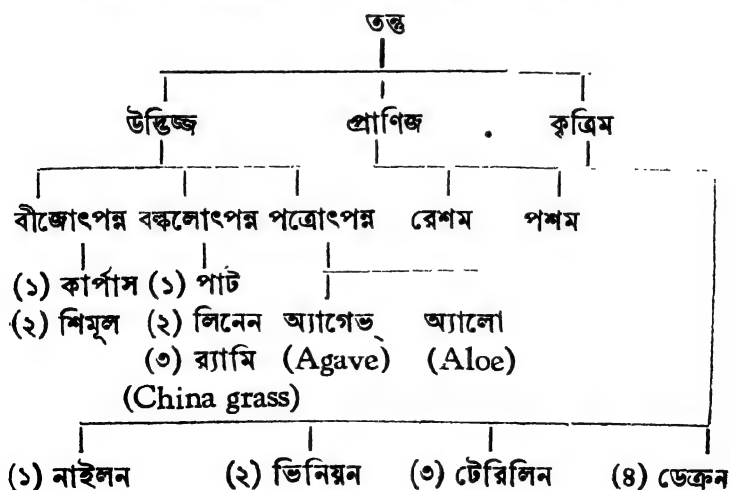 তন্তু
উদ্ভিজ্জ প্রাণিজ কৃত্রিম
বীজোৎপন্ন বল্কলোৎপন্ন পত্রোৎপন্ন রেশম পশম
(১) কার্পাস (১) পাট
(২) শিমূল (২) লিনেন অ্যাগেভ্ অ্যালো
(৩) র‍্যামি (Agave) (Aloe)
(China grass)
(১) নাইলন (২) ভিনিয়ন (৩) টেরিলিন (৪) ডেক্রন